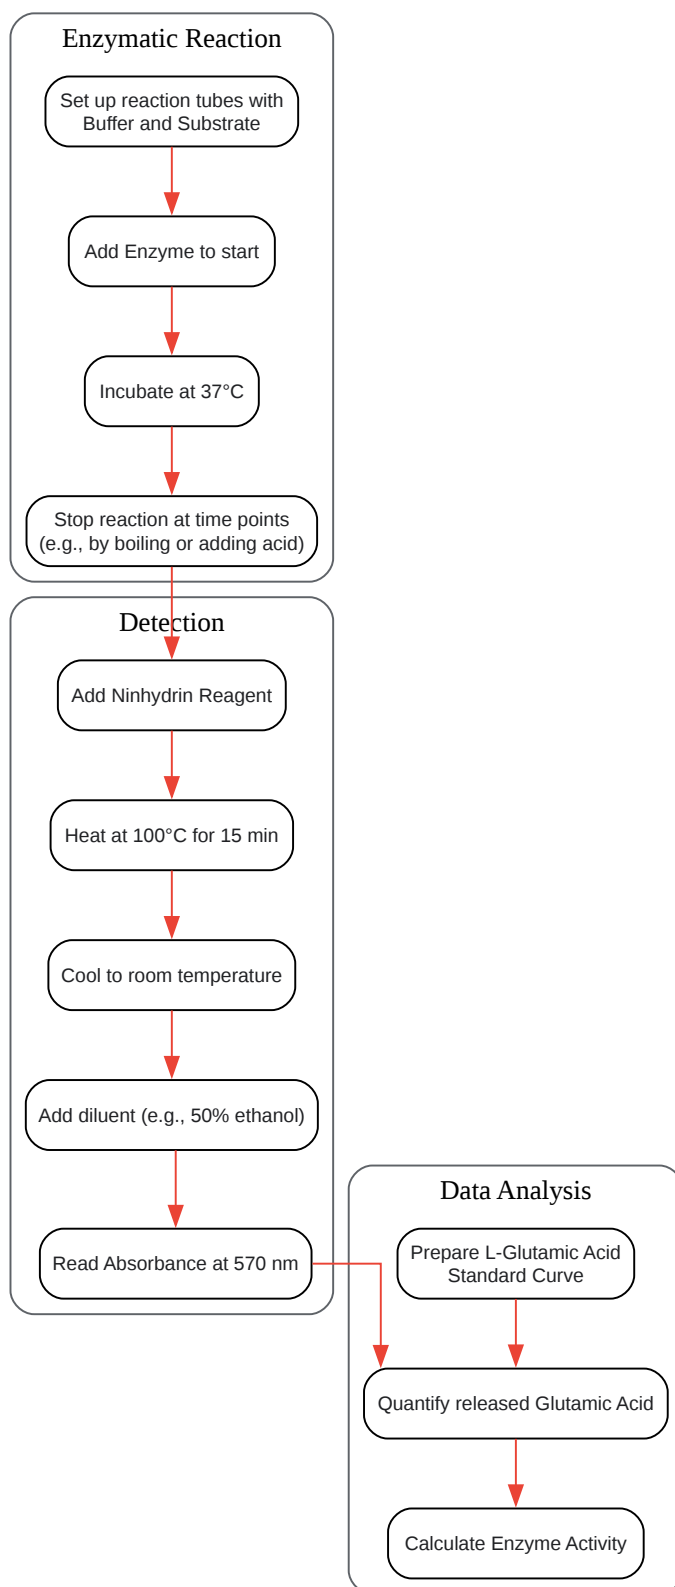 Enzymatic Reaction
Set up reaction tubes with
Buffer and Substrate
Add Enzyme to start
Incubate at 37°C
Stop reaction at time points
(e.g., by boiling or adding acid)
Detection
Add Ninhydrin Reagent
Heat at 100°C for 15 min
Cool to room temperature
Add diluent (e.g., 50% ethanol)
Read Absorbance at 570 nm
Data Analysis
Prepare L-Glutamic Acid
Standard Curve
Quantify released Glutamic Acid
Calculate Enzyme Activity